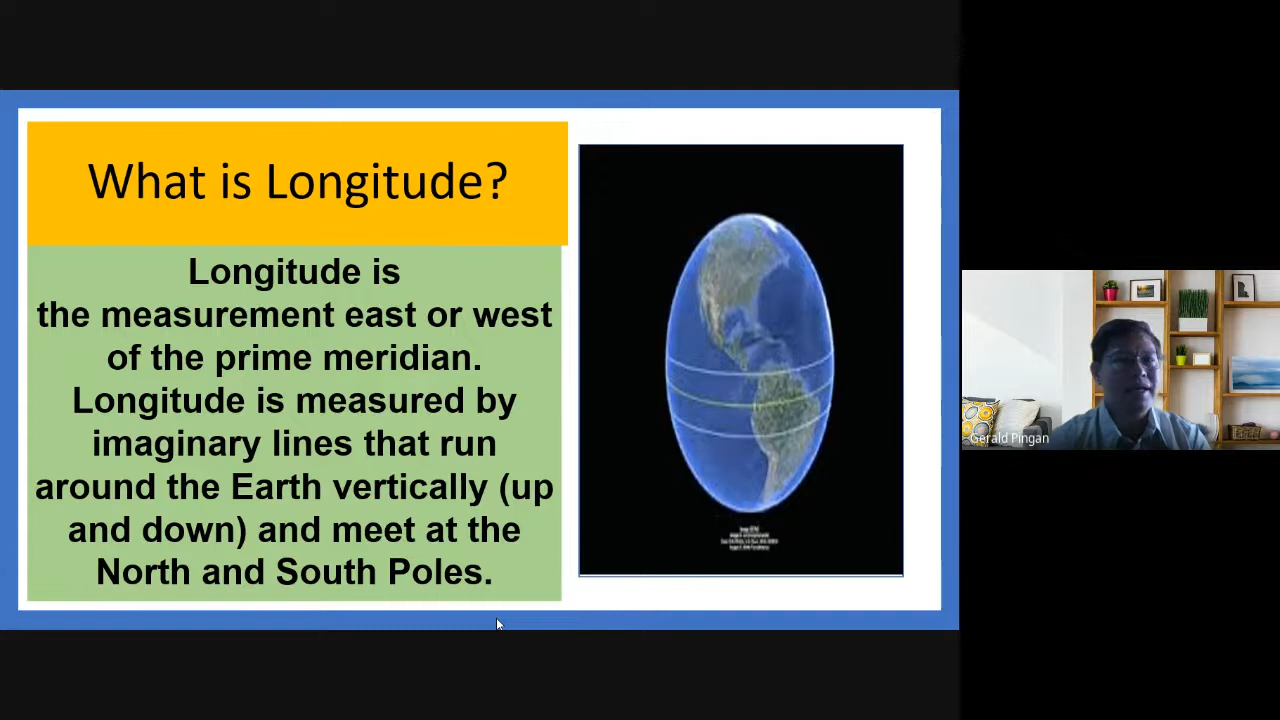 What is Longitude?
Longitude is
the measurement east or west
of the prime meridian.
Longitude is measured by
imaginary lines that run
around the Earth vertically (up
and down) and meet at the
North and South Poles.
Gerald Pingan